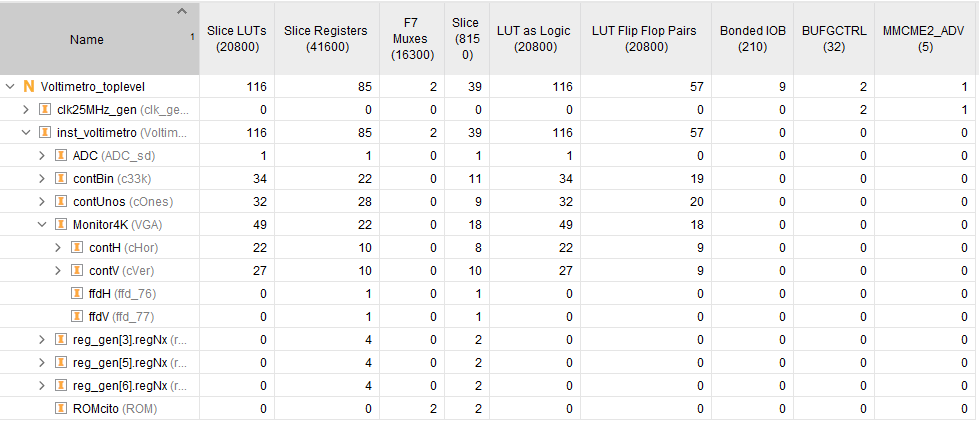 Name 1 Slice LUTs (20800) Slice Registers (41600) F7 Muxes (16300) Slice (8150) LUT as Logic (20800) LUT Flip Flop Pairs (20800) Bonded IOB (210) BUFGCTRL (32) MMCME2_ADV (5)
N Voltimetro_toplevel 116 85 2 39 116 57 9 2 1
clk25MHz_gen (clk_ge... 0 0 0 0 0 0 0 2 1
inst_voltimetro (Voltim... 116 85 2 39 116 57 0 0 0
ADC (ADC_sd) 1 1 0 1 1 0 0 0 0
contBin (c33k) 34 22 0 11 34 19 0 0 0
contUnos (cOnes) 32 28 0 9 32 20 0 0 0
Monitor4K (VGA) 49 22 0 18 49 18 0 0 0
contH (cHor) 22 10 0 8 22 9 0 0 0
contV (cVer) 27 10 0 10 27 9 0 0 0
ffdH (ffd_76) 0 1 0 1 0 0 0 0 0
ffdV (ffd_77) 0 1 0 1 0 0 0 0 0
reg_gen[3].regNx (r... 0 4 0 2 0 0 0 0 0
reg_gen[5].regNx (r... 0 4 0 2 0 0 0 0 0
reg_gen[6].regNx (r... 0 4 0 2 0 0 0 0 0
ROMcito (ROM) 0 0 2 2 0 0 0 0 0